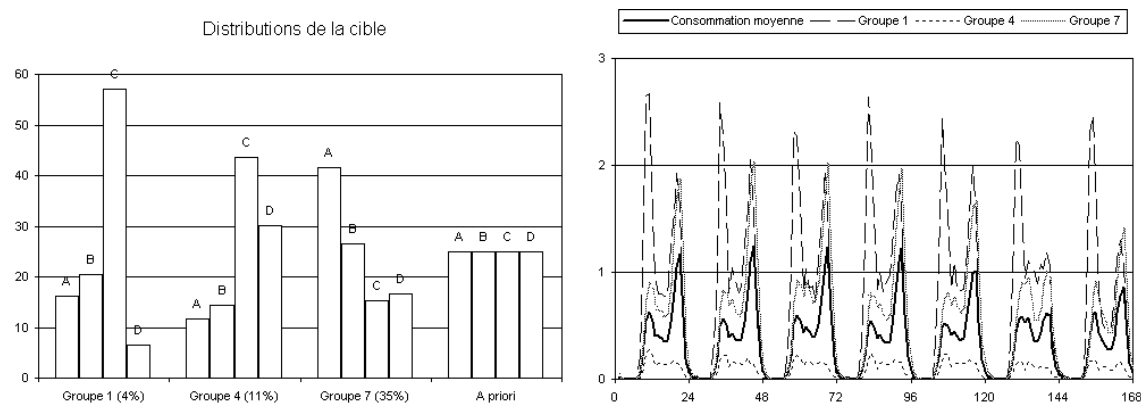 Distributions de la cible
60
50
40
30
20
10
0
A
B
C
D
A
B
C
D
A
B
C
D
A
B
C
D
Groupe 1 (4%)
Groupe 4 (11%)
Groupe 7 (35%)
A priori
Consommation moyenne
Groupe 1
Groupe 4
Groupe 7
3
2
1
0
0
24
48
72
96
120
144
168